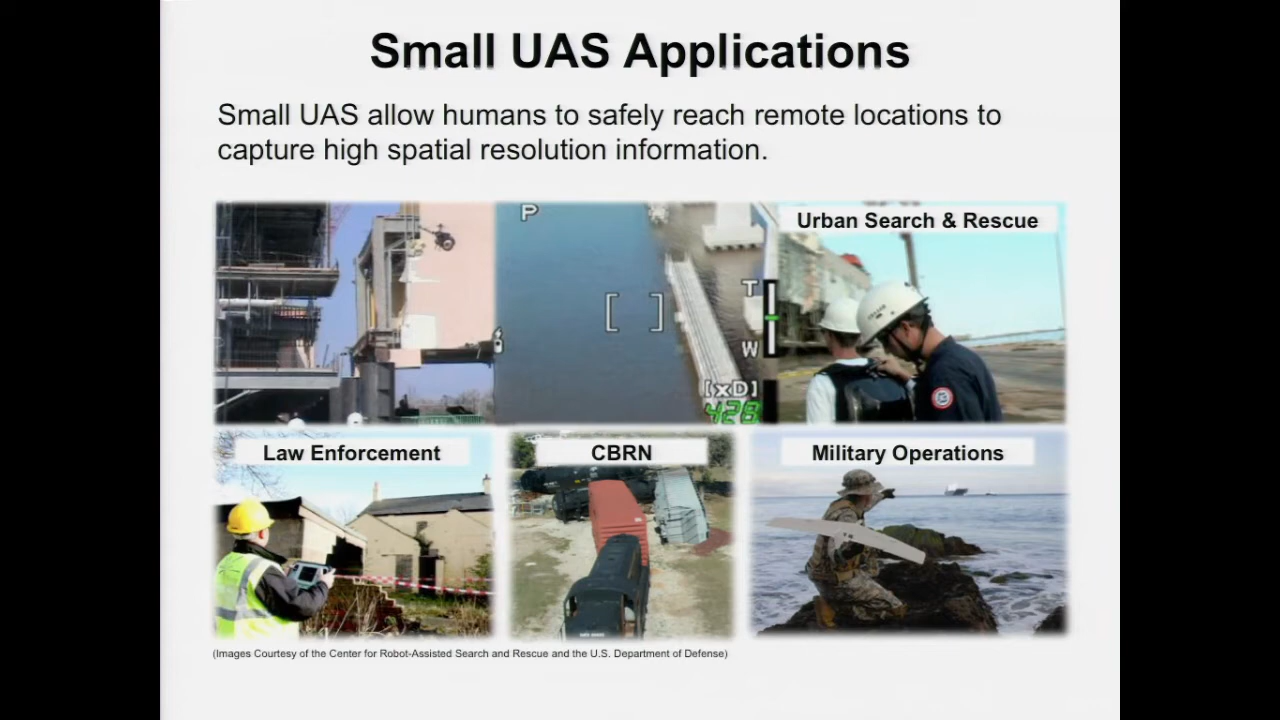 Small UAS Applications
Small UAS allow humans to safely reach remote locations to
capture high spatial resolution information.
P
Urban Search & Rescue
T
W
[xD]
428
Law Enforcement
CBRN
Military Operations
(Images Courtesy of the Center for Robot-Assisted Search and Rescue and the U.S. Department of Defense)